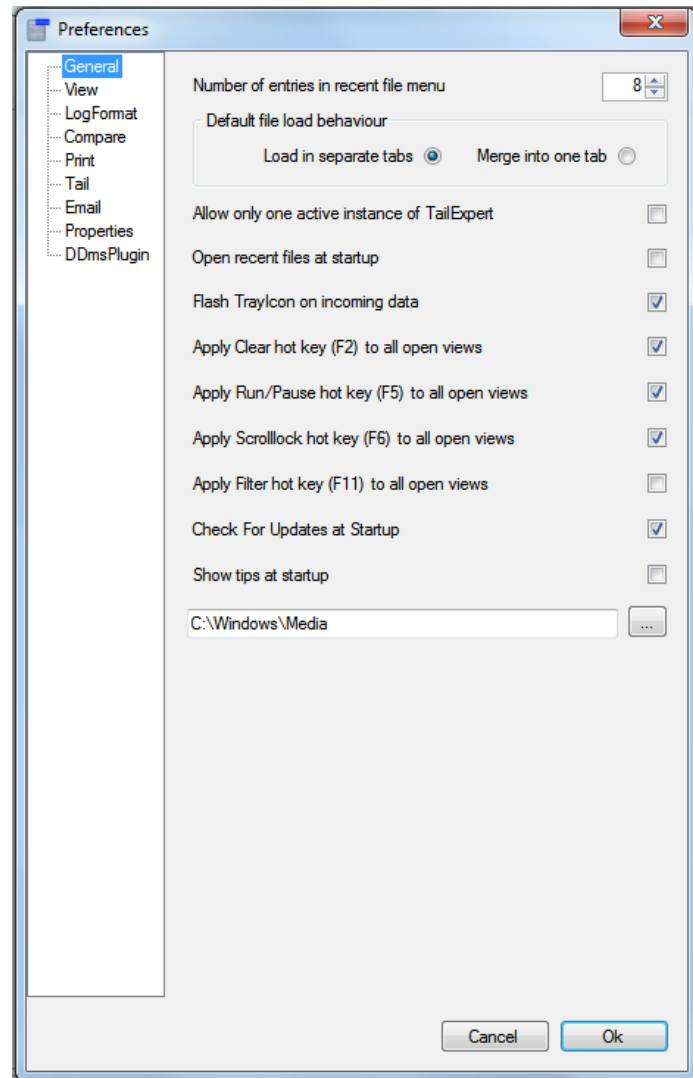 Preferences
General
View
LogFormat
Compare
Print
Tail
Email
Properties
DDmsPlugin
Number of entries in recent file menu 8
Default file load behaviour
Load in separate tabs Merge into one tab
Allow only one active instance of TailExpert
Open recent files at startup
Flash TrayIcon on incoming data
Apply Clear hot key (F2) to all open views
Apply Run/Pause hot key (F5) to all open views
Apply Scrolllock hot key (F6) to all open views
Apply Filter hot key (F11) to all open views
Check For Updates at Startup
Show tips at startup
C:\Windows\Media ...
Cancel Ok